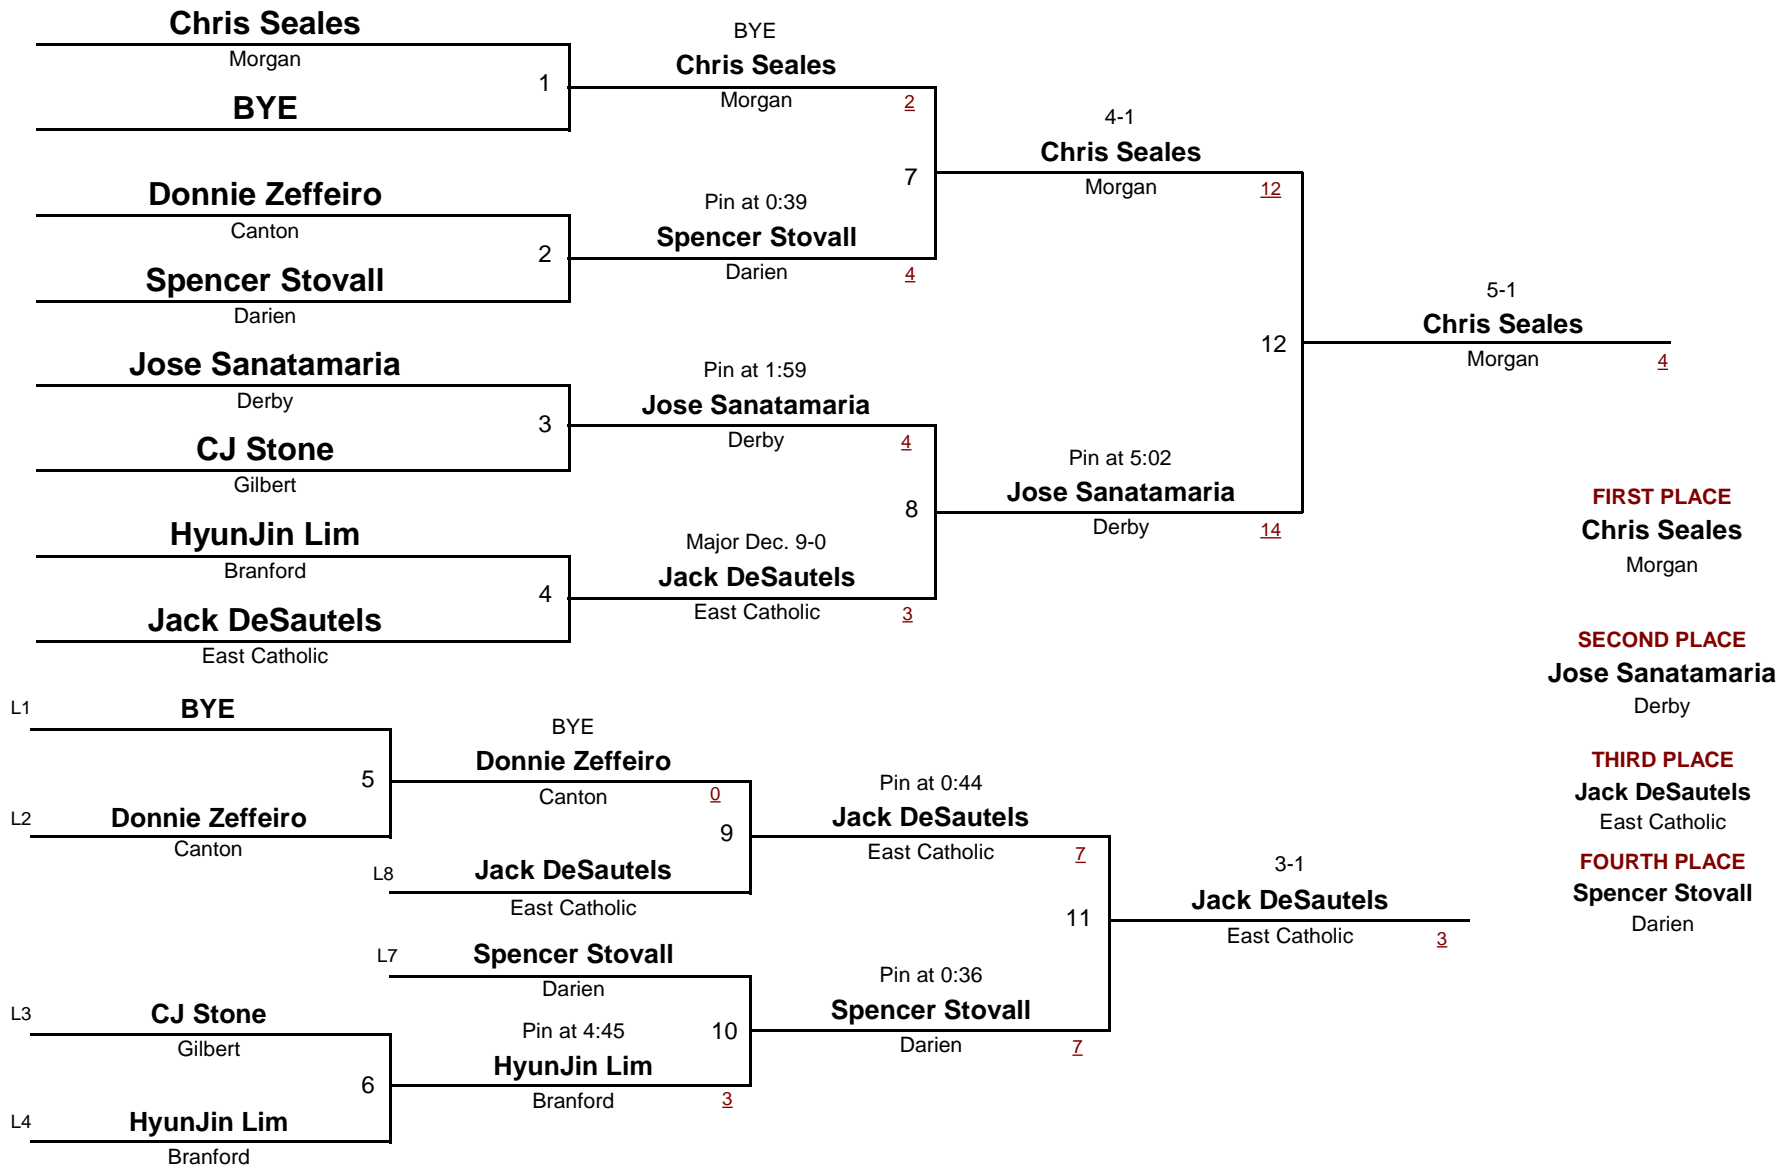 Chris Seales
Morgan
1
BYE
Donnie Zeffeiro
Canton
2
Spencer Stovall
Darien
Jose Sanatamaria
Derby
3
CJ Stone
Gilbert
HyunJin Lim
Branford
4
Jack DeSautels
East Catholic
BYE
Chris Seales
Morgan 2
7
Pin at 0:39
Spencer Stovall
Darien 4
Pin at 1:59
Jose Sanatamaria
Derby 4
8
Major Dec. 9-0
Jack DeSautels
East Catholic 3
4-1
Chris Seales
Morgan 12
12
Pin at 5:02
Jose Sanatamaria
Derby 14
5-1
Chris Seales
Morgan 4
FIRST PLACE
Chris Seales
Morgan
SECOND PLACE
Jose Sanatamaria
Derby
THIRD PLACE
Jack DeSautels
East Catholic
FOURTH PLACE
Spencer Stovall
Darien
L1 BYE
5
L2 Donnie Zeffeiro
Canton
L3 CJ Stone
Gilbert
6
L4 HyunJin Lim
Branford
BYE
Donnie Zeffeiro
Canton 0
9
L8 Jack DeSautels
East Catholic
L7 Spencer Stovall
Darien
10
Pin at 4:45
HyunJin Lim
Branford 3
Pin at 0:44
Jack DeSautels
East Catholic 7
11
Pin at 0:36
Spencer Stovall
Darien 7
3-1
Jack DeSautels
East Catholic 3